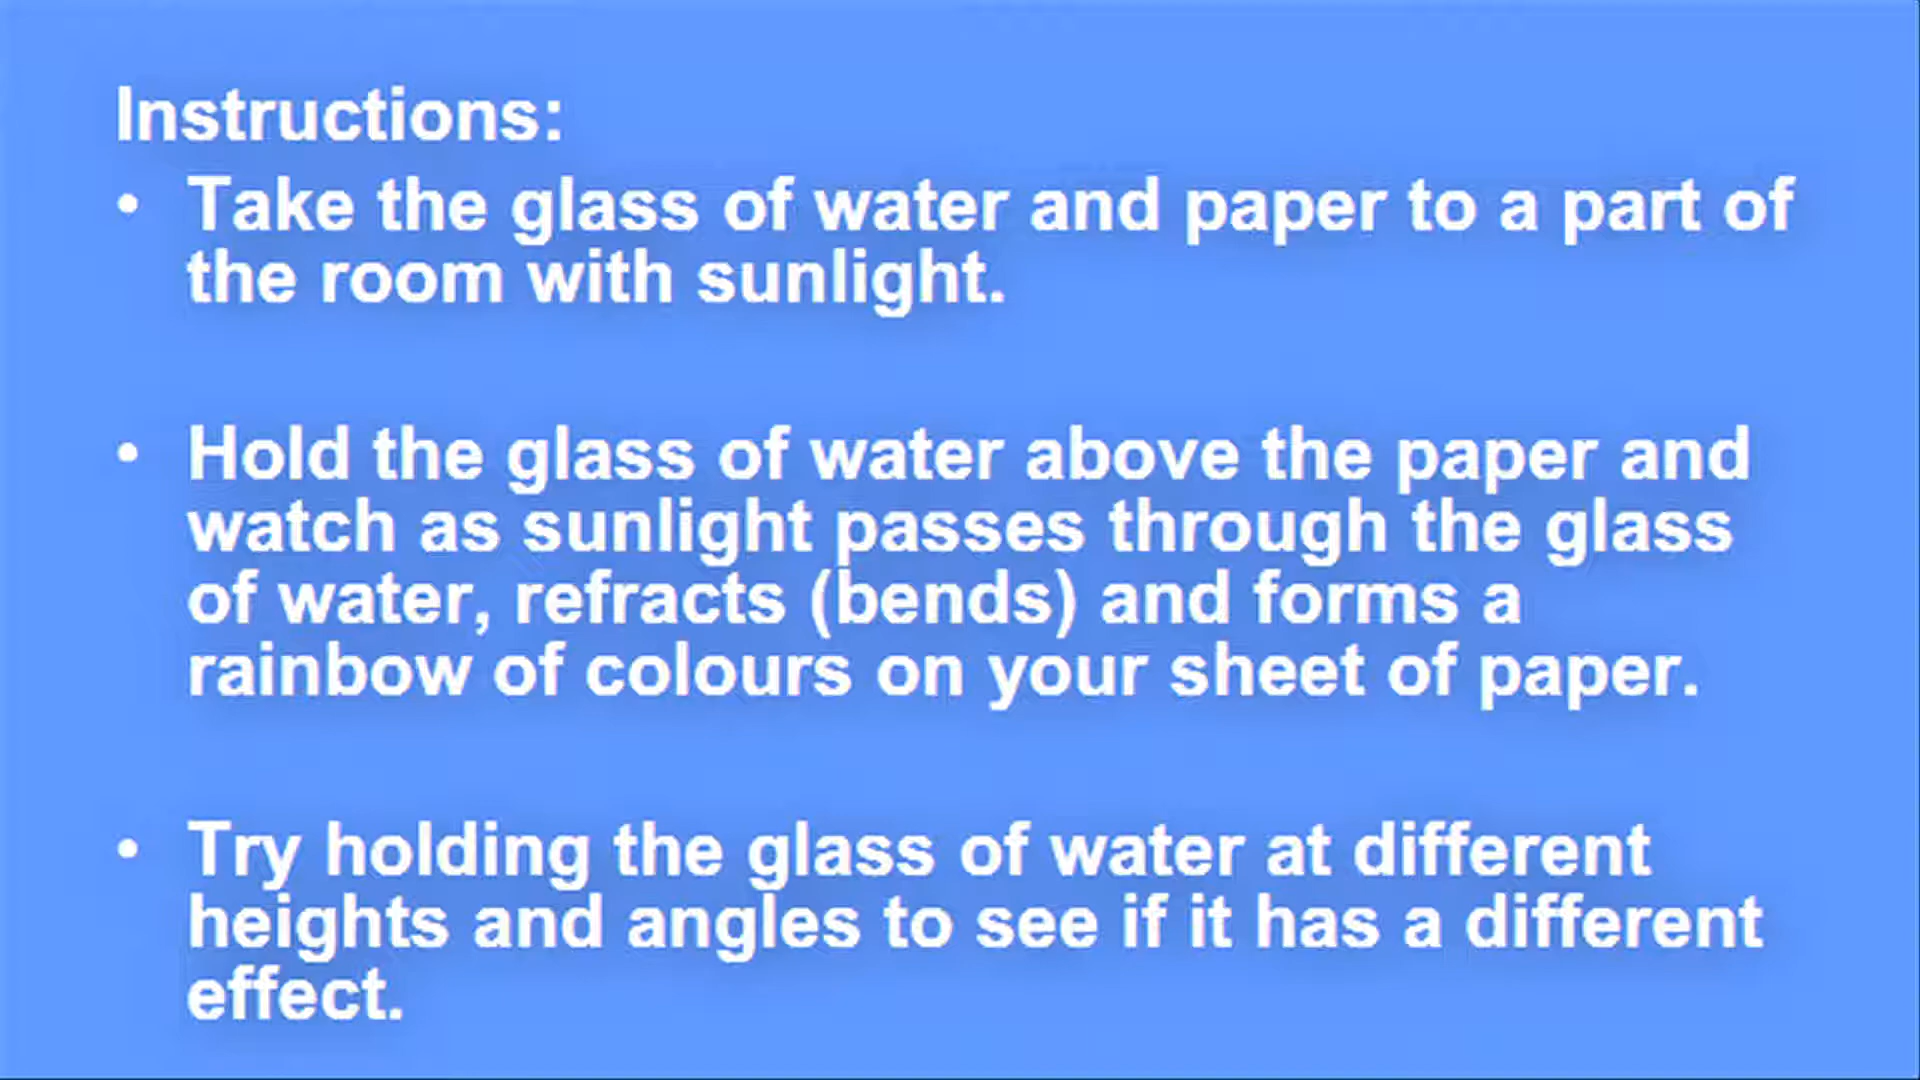 Instructions:
• Take the glass of water and paper to a part of
the room with sunlight.
• Hold the glass of water above the paper and
watch as sunlight passes through the glass
of water, refracts (bends) and forms a
rainbow of colours on your sheet of paper.
• Try holding the glass of water at different
heights and angles to see if it has a different
effect.